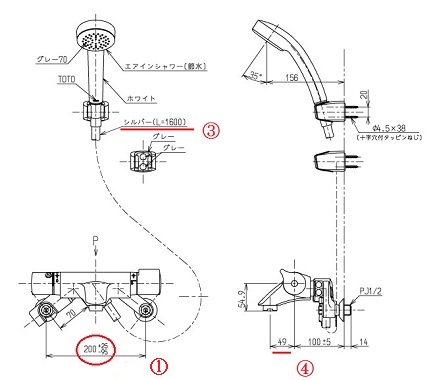 グレー70
エアインシャワー(節水)
TOTO
ホワイト
シルバー(L=1600)
③
グレー
グレー
P
70
200 +25 -95
①
35°
156
20
φ4.5×38
(+字穴付タッピンねじ)
54.9
PJ1/2
49
100±5
14
④